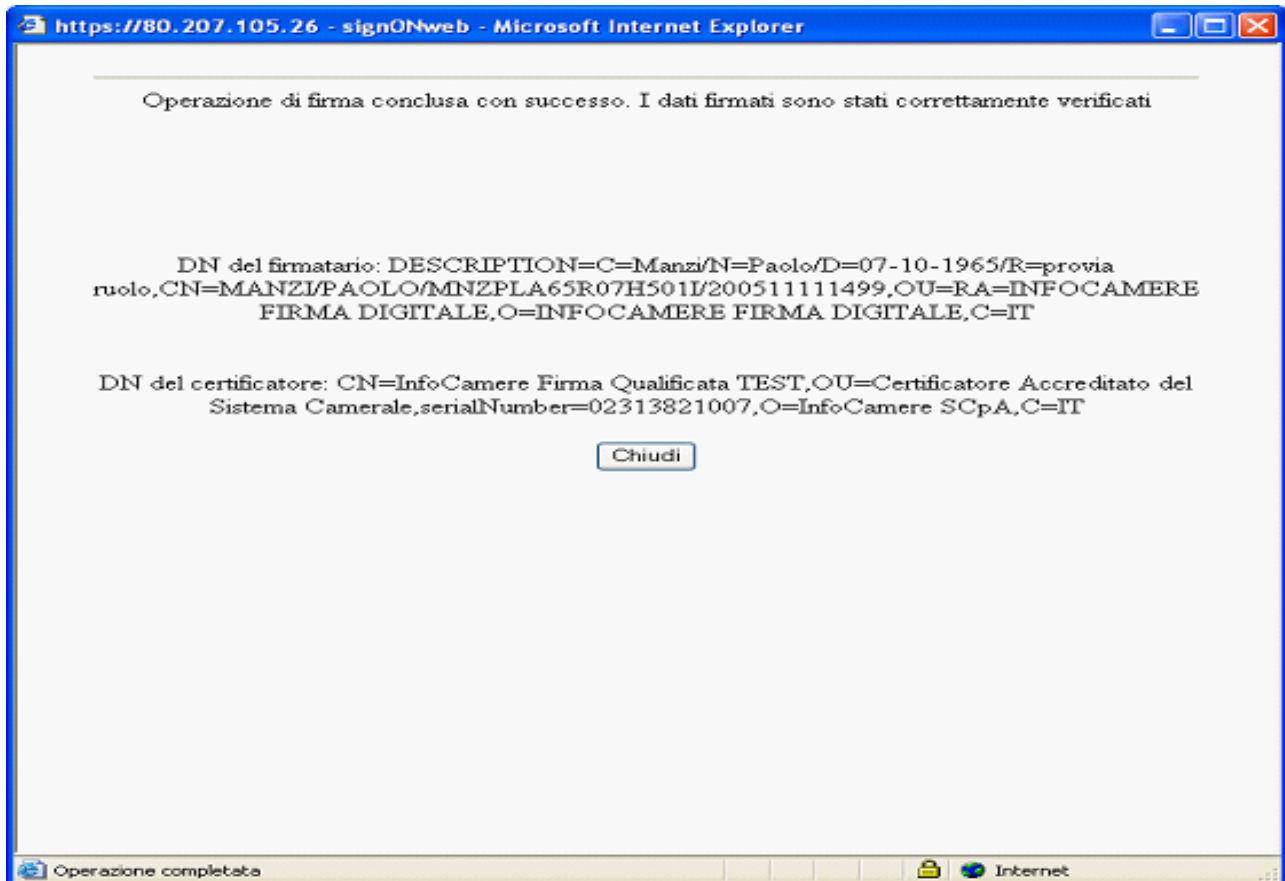 https://80.207.105.26 - signONweb - Microsoft Internet Explorer
Operazione di firma conclusa con successo. I dati firmati sono stati correttamente verificati
DN del firmatario: DESCRIPTION=C=Manzi/N=Paolo/D=07-10-1965/R=provia
ruolo,CN=MANZI/PAOLO/MNZPLA65R07H501I/200511111499,OU=RA=INFOCAMERE
FIRMA DIGITALE,O=INFOCAMERE FIRMA DIGITALE,C=IT
DN del certificatore: CN=InfoCamere Firma Qualificata TEST,OU=Certificatore Accreditato del
Sistema Camerale,serialNumber=02313821007,O=InfoCamere SCpA,C=IT
Chiudi
Operazione completata
Internet